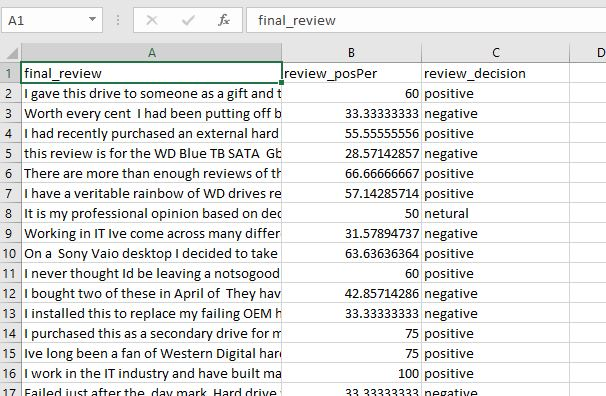 A1 fx final_review
A B C D
1 final_review review_posPer review_decision
2 I gave this drive to someone as a gift and t 60 positive
3 Worth every cent I had been putting off b 33.33333333 negative
4 I had recently purchased an external hard 55.55555556 positive
5 this review is for the WD Blue TB SATA Gb 28.57142857 negative
6 There are more than enough reviews of th 66.66666667 positive
7 I have a veritable rainbow of WD drives re 57.14285714 positive
8 It is my professional opinion based on dec 50 netural
9 Working in IT Ive come across many differ 31.57894737 negative
10 On a Sony Vaio desktop I decided to take 63.63636364 positive
11 I never thought Id be leaving a notsogood 60 positive
12 I bought two of these in April of They hav 42.85714286 negative
13 I installed this to replace my failing OEM h 33.33333333 negative
14 I purchased this as a secondary drive for m 75 positive
15 Ive long been a fan of Western Digital hard 75 positive
16 I work in the IT industry and have built ma 100 positive
17 Failed just after the day mark Hard drive 33.33333333 negative